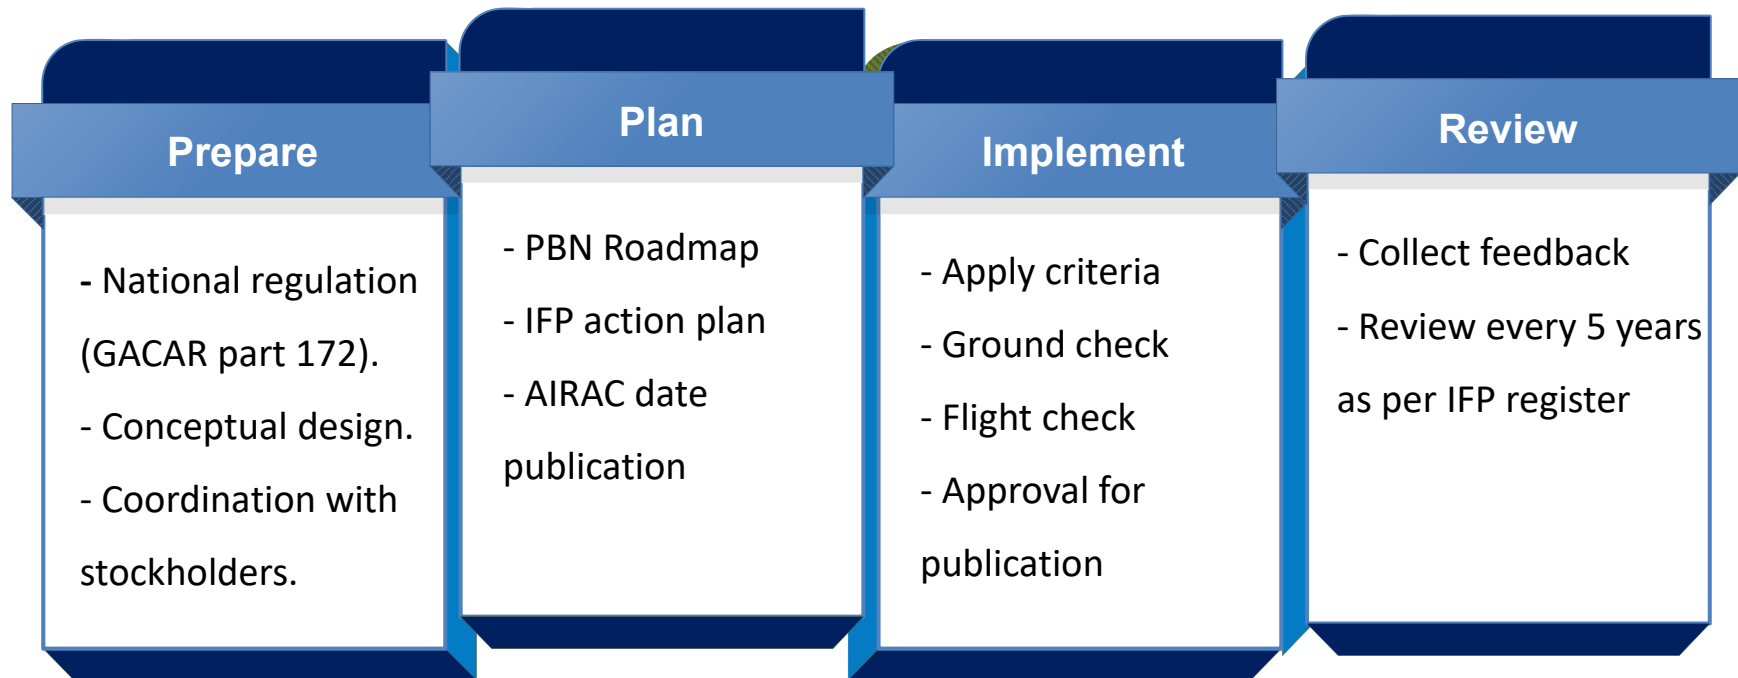 Prepare
- National regulation
(GACAR part 172).
- Conceptual design.
- Coordination with
stockholders.
Plan
- PBN Roadmap
- IFP action plan
- AIRAC date
publication
Implement
- Apply criteria
- Ground check
- Flight check
- Approval for
publication
Review
- Collect feedback
- Review every 5 years
as per IFP register